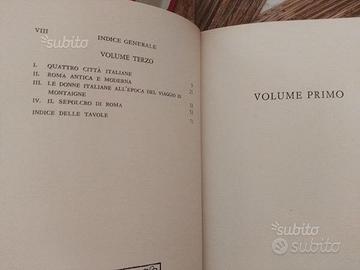 VIII
INDICE GENERALE
VOLUME TERZO
I. QUATTRO CITTÀ ITALIANE
II. ROMA ANTICA E MODERNA
III. LE DONNE ITALIANE ALL'EPOCA DEL VIAGGIO DI
MONTAIGNE
IV. IL SEPOLCRO DI ROMA
INDICE DELLE TAVOLE
VOLUME PRIMO
subito
subito
subito
subito